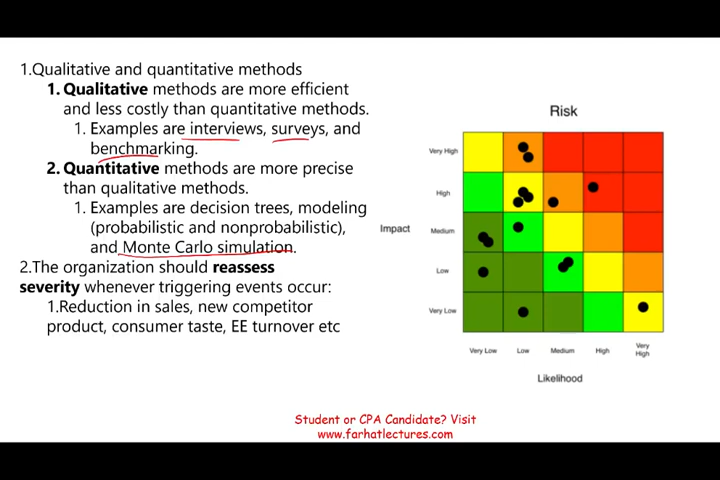 1.Qualitative and quantitative methods
1. Qualitative methods are more efficient
and less costly than quantitative methods.
1. Examples are interviews, surveys, and
benchmarking.
2. Quantitative methods are more precise
than qualitative methods.
1. Examples are decision trees, modeling
(probabilistic and nonprobabilistic),
and Monte Carlo simulation.
2.The organization should reassess
severity whenever triggering events occur:
1.Reduction in sales, new competitor
product, consumer taste, EE turnover etc
Risk
Impact
Very High
High
Medium
Low
Very Low
Very Low
Low
Medium
High
Very
High
Likelihood
Student or CPA Candidate? Visit
www.farhatlectures.com